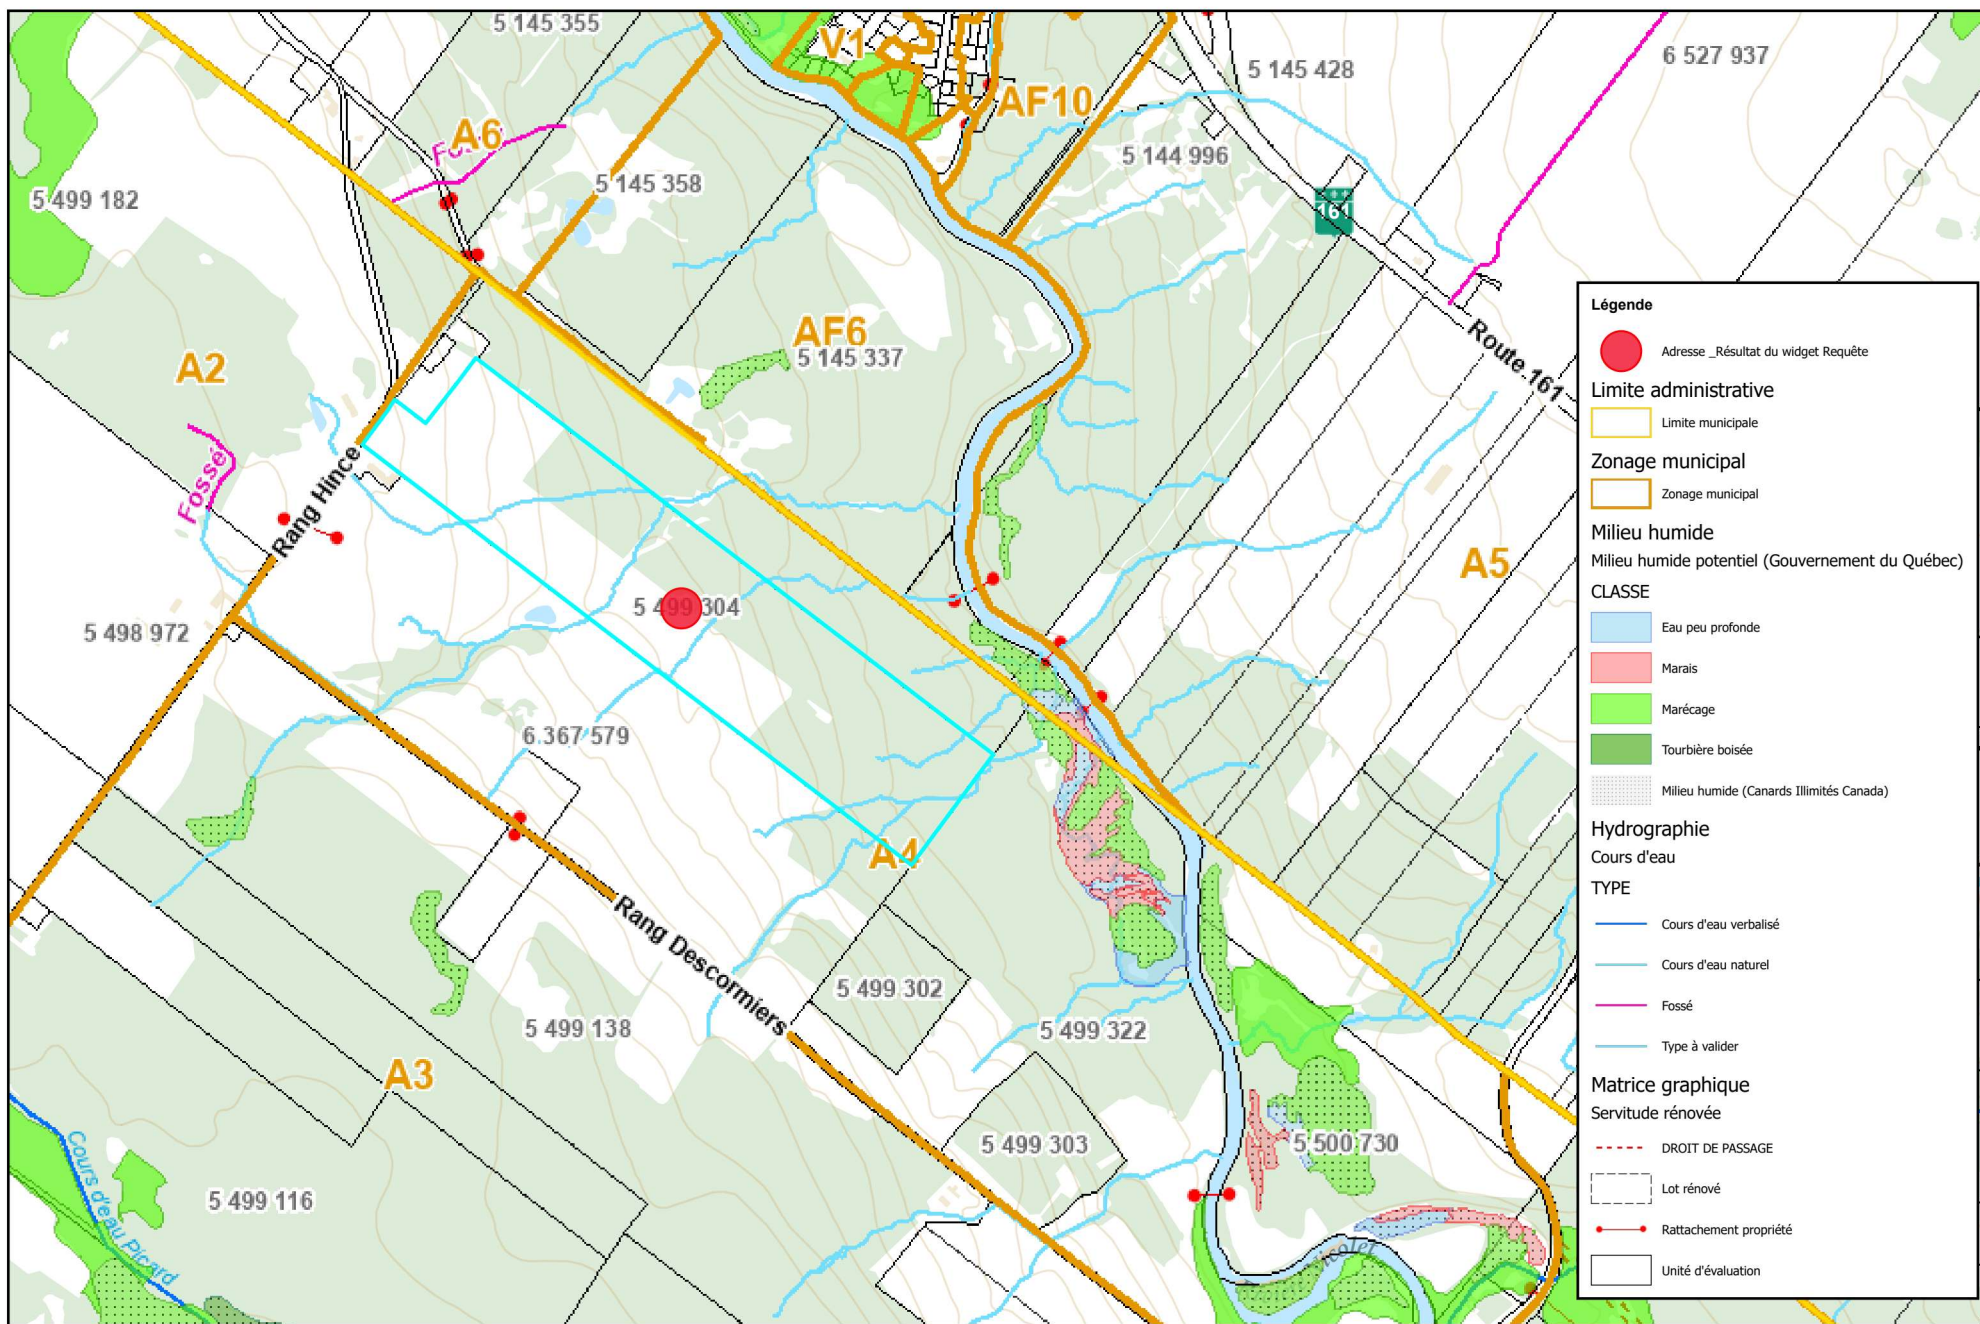 5 145 355
V1
5 145 428
6 527 937
AF10
A6
Fossé
5 144 996
5 145 358
5 499 182
161
AF6
5 145 337
A2
Route 161
Fossé
Rang Hince
A5
5 499 304
5 498 972
6 367 579
A4
Rang Descormiers
5 499 302
5 499 138
5 499 322
A3
5 499 303
5 500 730
Cours d'eau Picard
5 499 116
Légende
Adresse _Résultat du widget Requête
Limite administrative
Limite municipale
Zonage municipal
Zonage municipal
Milieu humide
Milieu humide potentiel (Gouvernement du Québec)
CLASSE
Eau peu profonde
Marais
Marécage
Tourbière boisée
Milieu humide (Canards Illimités Canada)
Hydrographie
Cours d'eau
TYPE
Cours d'eau verbalisé
Cours d'eau naturel
Fossé
Type à valider
Matrice graphique
Servitude rénovée
DROIT DE PASSAGE
Lot rénové
Rattachement propriété
Unité d'évaluation